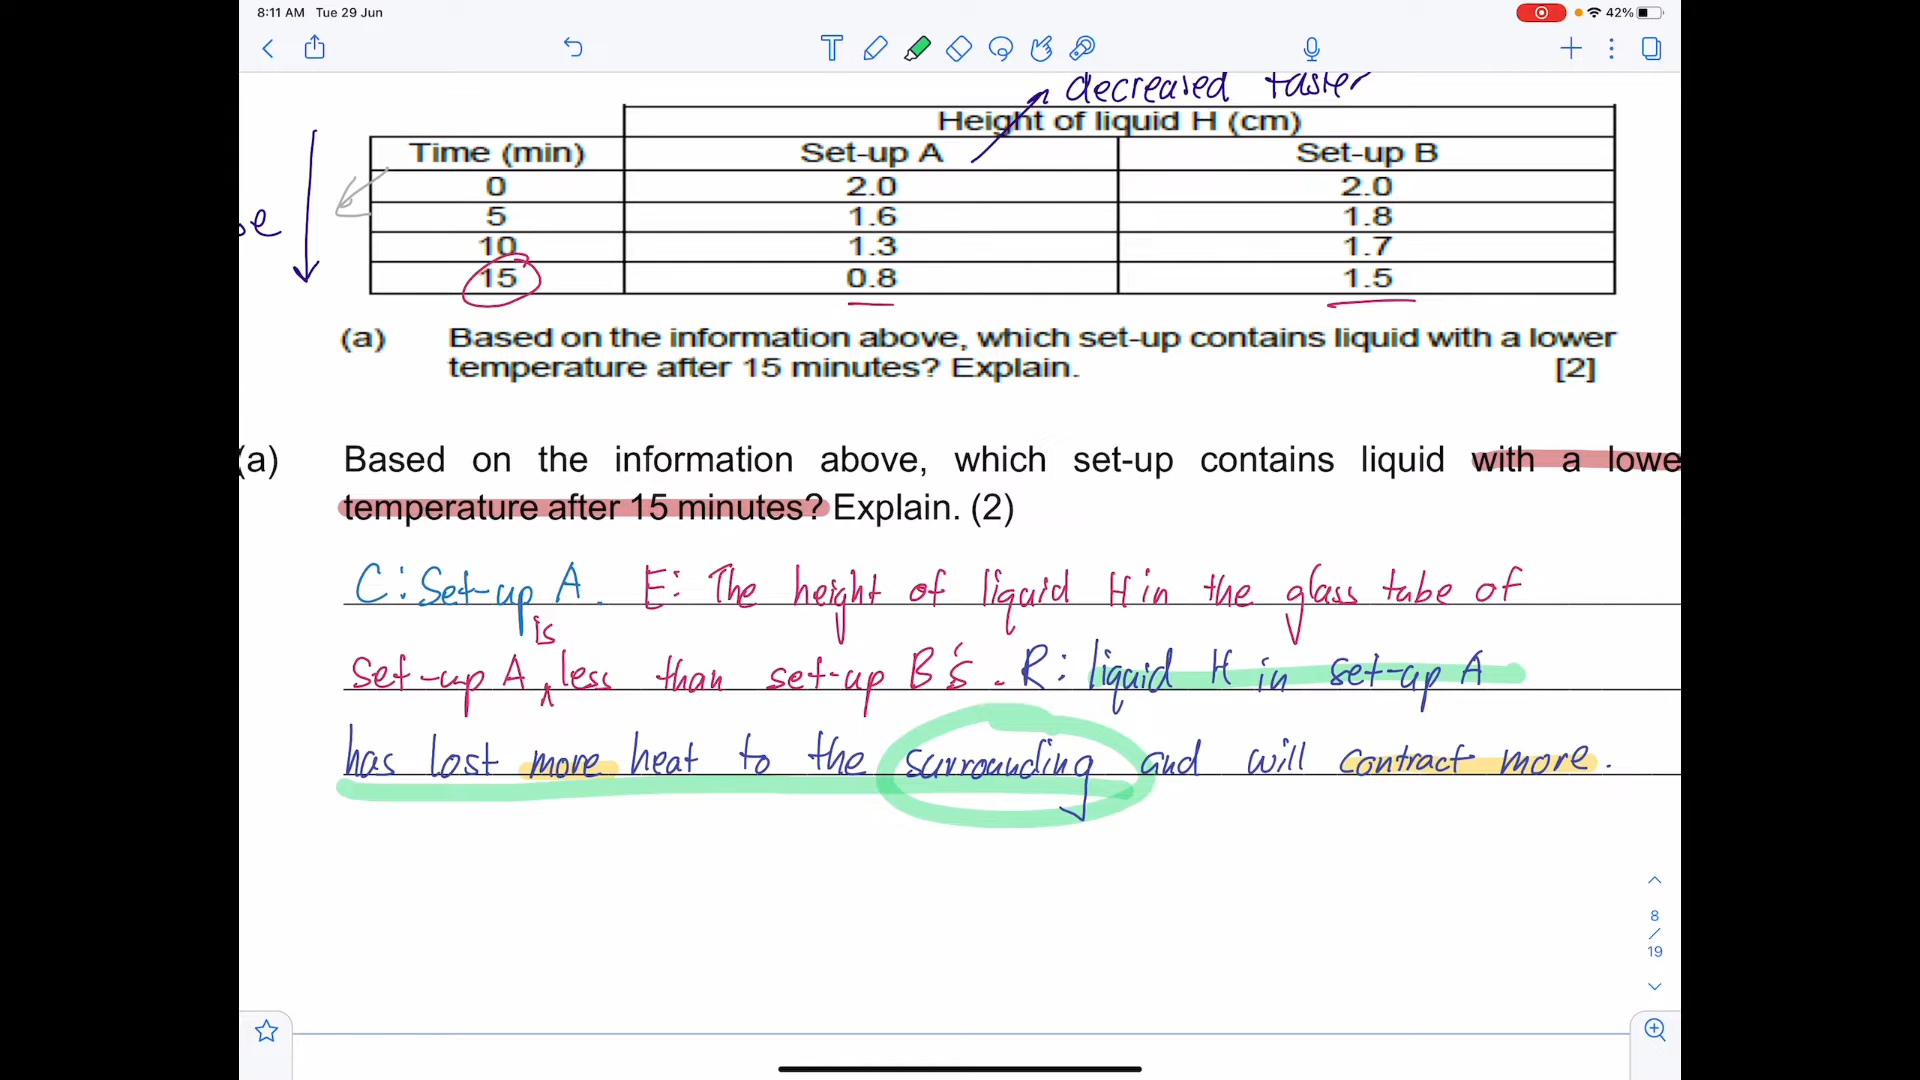 8:11 AM Tue 29 Jun
42%
decreased faster
Height of liquid H (cm)
Time (min) Set-up A Set-up B
0 2.0 2.0
5 1.6 1.8
10 1.3 1.7
15 0.8 1.5
(a) Based on the information above, which set-up contains liquid with a lower
temperature after 15 minutes? Explain. [2]
(a) Based on the information above, which set-up contains liquid with a lowe
temperature after 15 minutes? Explain. (2)
C: Set-up A. E: The height of liquid H in the glass tube of
is
set-up A ^ less than set-up B's. R: liquid H in set-up A
has lost more heat to the surrounding and will contract more.
8
/
19